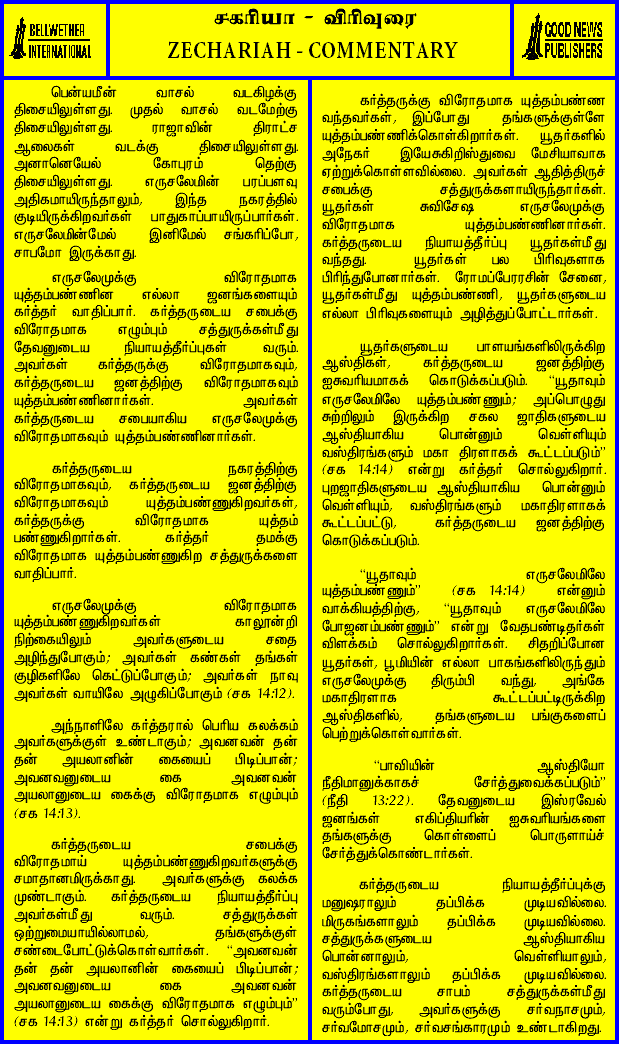 BELLWETHER
INTERNATIONAL
சகரியா - விரிவுரை
ZECHARIAH - COMMENTARY
GOOD NEWS
PUBLISHERS
பென்யமீன் வாசல் வடகிழக்கு
திசையிலுள்ளது. முதல் வாசல் வடமேற்கு
திசையிலுள்ளது. ராஜாவின் திராட்ச
ஆலைகள் வடக்கு திசையிலுள்ளது.
அனானெயேல் கோபுரம் தெற்கு
திசையிலுள்ளது. எருசலேமின் பரப்பளவு
அதிகமாயிருந்தாலும், இந்த நகரத்தில்
குடியிருக்கிறவர்கள் பாதுகாப்பாயிருப்பார்கள்.
எருசலேமின்மேல் இனிமேல் சங்கரிப்போ,
சாபமோ இருக்காது.
எருசலேமுக்கு விரோதமாக
யுத்தம்பண்ணின எல்லா ஜனங்களையும்
கர்த்தர் வாதிப்பார். கர்த்தருடைய சபைக்கு
விரோதமாக எழும்பும் சத்துருக்கள்மீது
தேவனுடைய நியாயத்தீர்ப்புகள் வரும்.
அவர்கள் கர்த்தருக்கு விரோதமாகவும்,
கர்த்தருடைய ஜனத்திற்கு விரோதமாகவும்
யுத்தம்பண்ணினார்கள். அவர்கள்
கர்த்தருடைய சபையாகிய எருசலேமுக்கு
விரோதமாகவும் யுத்தம்பண்ணினார்கள்.
கர்த்தருடைய நகரத்திற்கு
விரோதமாகவும், கர்த்தருடைய ஜனத்திற்கு
விரோதமாகவும் யுத்தம்பண்ணுகிறவர்கள்,
கர்த்தருக்கு விரோதமாக யுத்தம்
பண்ணுகிறார்கள். கர்த்தர் தமக்கு
விரோதமாக யுத்தம்பண்ணுகிற சத்துருக்களை
வாதிப்பார்.
எருசலேமுக்கு விரோதமாக
யுத்தம்பண்ணுகிறவர்கள் காலூன்றி
நிற்கையிலும் அவர்களுடைய சதை
அழிந்துபோகும்; அவர்கள் கண்கள் தங்கள்
குழிகளிலே கெட்டுப்போகும்; அவர்கள் நாவு
அவர்கள் வாயிலே அழுகிப்போகும் (சக 14:12).
அந்நாளிலே கர்த்தரால் பெரிய கலக்கம்
அவர்களுக்குள் உண்டாகும்; அவனவன் தன்
தன் அயலானின் கையைப் பிடிப்பான்;
அவனவனுடைய கை அவனவன்
அயலானுடைய கைக்கு விரோதமாக எழும்பும்
(சக 14:13).
கர்த்தருடைய சபைக்கு
விரோதமாய் யுத்தம்பண்ணுகிறவர்களுக்கு
சமாதானமிருக்காது. அவர்களுக்கு கலக்க
முண்டாகும். கர்த்தருடைய நியாயத்தீர்ப்பு
அவர்கள்மீது வரும். சத்துருக்கள்
ஒற்றுமையாயில்லாமல், தங்களுக்குள்
சண்டைபோட்டுக்கொள்வார்கள். "அவனவன்
தன் தன் அயலானின் கையைப் பிடிப்பான்;
அவனவனுடைய கை அவனவன்
அயலானுடைய கைக்கு விரோதமாக எழும்பும்"
(சக 14:13) என்று கர்த்தர் சொல்லுகிறார்.
கர்த்தருக்கு விரோதமாக யுத்தம்பண்ண
வந்தவர்கள், இப்போது தங்களுக்குள்ளே
யுத்தம்பண்ணிக்கொள்கிறார்கள். யூதர்களில்
அநேகர் இயேசுகிறிஸ்துவை மேசியாவாக
ஏற்றுக்கொள்ளவில்லை. அவர்கள் ஆதித்திருச்
சபைக்கு சத்துருக்களாயிருந்தார்கள்.
யூதர்கள் சுவிசேஷ எருசலேமுக்கு
விரோதமாக யுத்தம்பண்ணினார்கள்.
கர்த்தருடைய நியாயத்தீர்ப்பு யூதர்கள்மீது
வந்தது. யூதர்கள் பல பிரிவுகளாக
பிரிந்துபோனார்கள். ரோமப்பேரரசின் சேனை,
யூதர்கள்மீது யுத்தம்பண்ணி, யூதர்களுடைய
எல்லா பிரிவுகளையும் அழித்துப்போட்டார்கள்.
யூதர்களுடைய பாளயங்களிலிருக்கிற
ஆஸ்திகள், கர்த்தருடைய ஜனத்திற்கு
ஐசுவரியமாகக் கொடுக்கப்படும். "யூதாவும்
எருசலேமிலே யுத்தம்பண்ணும்; அப்பொழுது
சுற்றிலும் இருக்கிற சகல ஜாதிகளுடைய
ஆஸ்தியாகிய பொன்னும் வெள்ளியும்
வஸ்திரங்களும் மகா திரளாகக் கூட்டப்படும்"
(சக 14:14) என்று கர்த்தர் சொல்லுகிறார்.
புறஜாதிகளுடைய ஆஸ்தியாகிய பொன்னும்
வெள்ளியும், வஸ்திரங்களும் மகாதிரளாகக்
கூட்டப்பட்டு, கர்த்தருடைய ஜனத்திற்கு
கொடுக்கப்படும்.
"யூதாவும் எருசலேமிலே
யுத்தம்பண்ணும்" (சக 14:14) என்னும்
வாக்கியத்திற்கு, "யூதாவும் எருசலேமிலே
போஜனம்பண்ணும்" என்று வேதபண்டிதர்கள்
விளக்கம் சொல்லுகிறார்கள். சிதறிப்போன
யூதர்கள், பூமியின் எல்லா பாகங்களிலிருந்தும்
எருசலேமுக்கு திரும்பி வந்து, அங்கே
மகாதிரளாக கூட்டப்பட்டிருக்கிற
ஆஸ்திகளில், தங்களுடைய பங்குகளைப்
பெற்றுக்கொள்வார்கள்.
"பாவியின் ஆஸ்தியோ
நீதிமானுக்காகச் சேர்த்துவைக்கப்படும்"
(நீதி 13:22). தேவனுடைய இஸ்ரவேல்
ஜனங்கள் எகிப்தியரின் ஐசுவரியங்களை
தங்களுக்கு கொள்ளைப் பொருளாய்ச்
சேர்த்துக்கொண்டார்கள்.
கர்த்தருடைய நியாயத்தீர்ப்புக்கு
மனுஷராலும் தப்பிக்க முடியவில்லை.
மிருகங்களாலும் தப்பிக்க முடியவில்லை.
சத்துருக்களுடைய ஆஸ்தியாகிய
பொன்னாலும், வெள்ளியாலும்,
வஸ்திரங்களாலும் தப்பிக்க முடியவில்லை.
கர்த்தருடைய சாபம் சத்துருக்கள்மீது
வரும்போது, அவர்களுக்கு சர்வநாசமும்,
சர்வமோசமும், சர்வசங்காரமும் உண்டாகிறது.